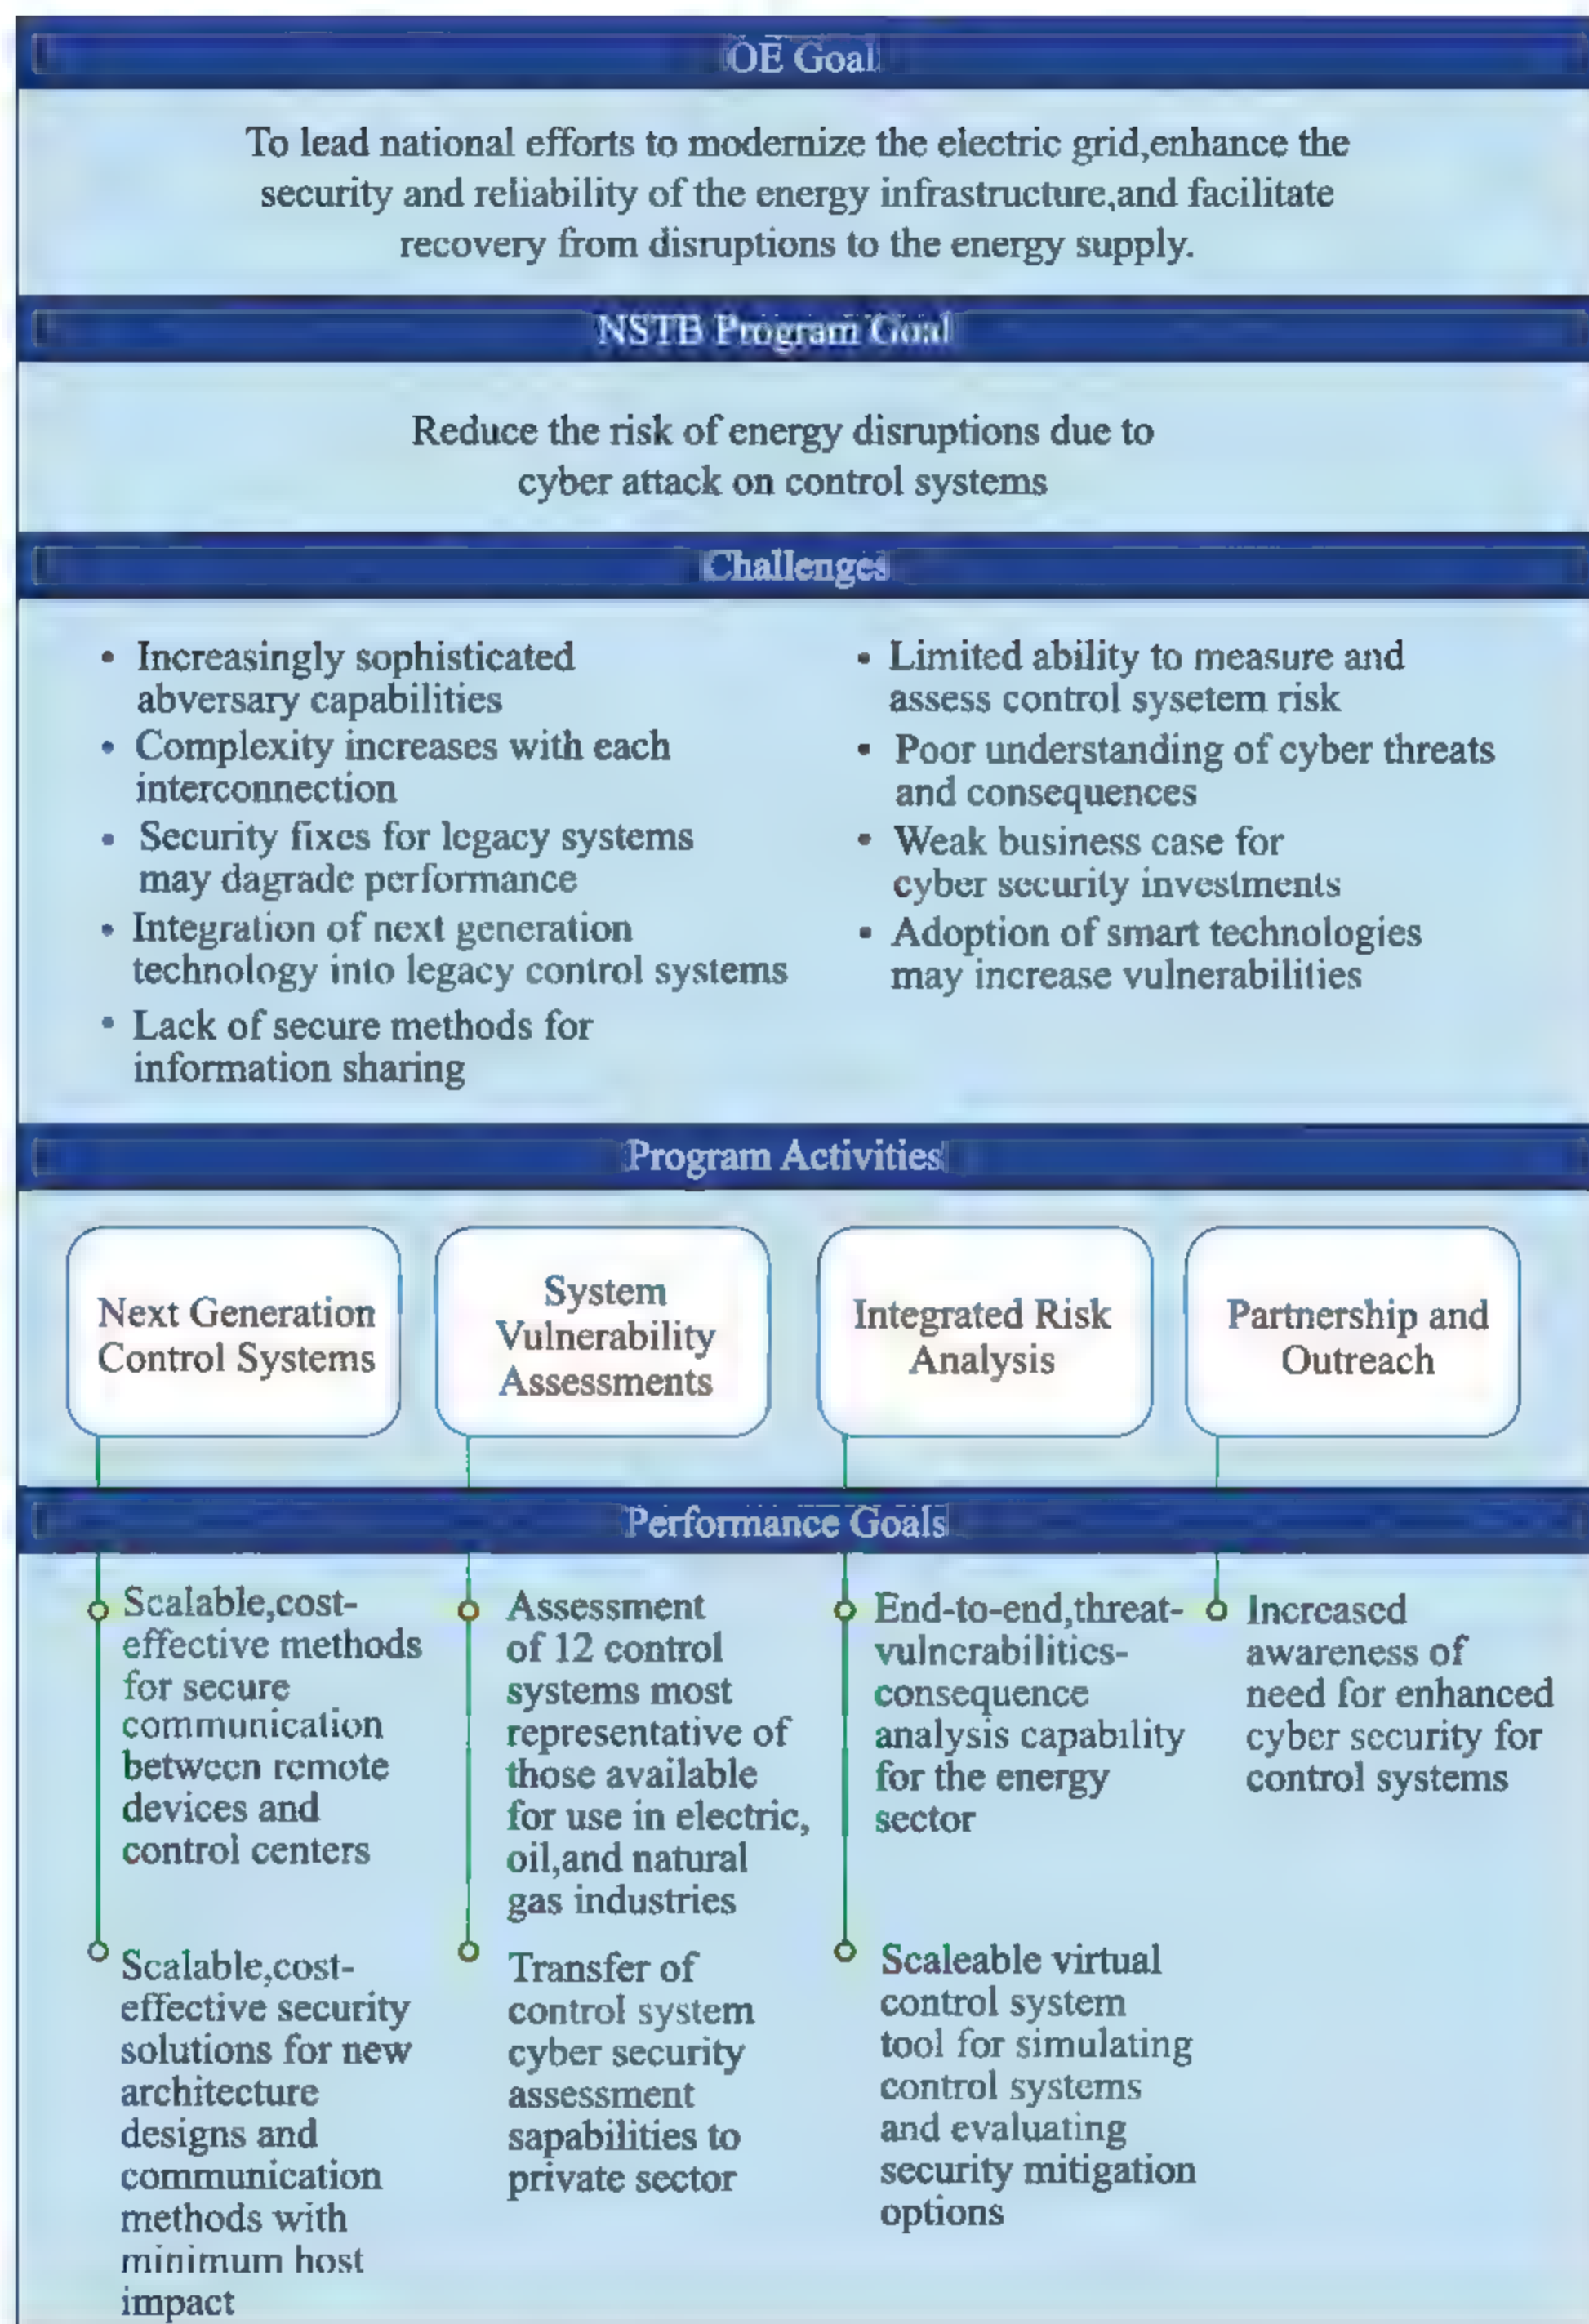 OE Goal
To lead national efforts to modernize the electric grid,enhance the
security and reliability of the energy infrastructure,and facilitate
recovery from disruptions to the energy supply.
NSTB Program Goal
Reduce the risk of energy disruptions due to
cyber attack on control systems
Challenges
• Increasingly sophisticated
abversary capabilities
• Complexity increases with each
interconnection
• Security fixes for legacy systems
may dagrade performance
• Integration of next generation
technology into legacy control systems
• Lack of secure methods for
information sharing
• Limited ability to measure and
assess control sysetem risk
• Poor understanding of cyber threats
and consequences
• Weak business case for
cyber security investments
• Adoption of smart technologies
may increase vulnerabilities
Program Activities
Next Generation
Control Systems
System
Vulnerability
Assessments
Integrated Risk
Analysis
Partnership and
Outreach
Performance Goals
Scalable,cost-
effective methods
for secure
communication
between remote
devices and
control centers
Scalable,cost-
effective security
solutions for new
architecture
designs and
communication
methods with
minimum host
impact
Assessment
of 12 control
systems most
representative of
those available
for use in electric,
oil,and natural
gas industries
Transfer of
control system
cyber security
assessment
sapabilities to
private sector
End-to-end,threat-
vulnerabilities-
consequence
analysis capability
for the energy
sector
Scaleable virtual
control system
tool for simulating
control systems
and evaluating
security mitigation
options
Increased
awareness of
need for enhanced
cyber security for
control systems